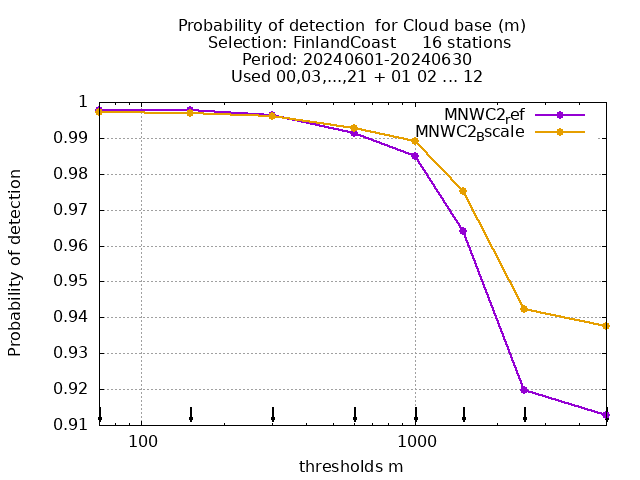 Probability of detection  for Cloud base (m)
Selection: FinlandCoast     16 stations
Period: 20240601-20240630
Used 00,03,...,21 + 01 02 ... 12
MNWC2ref
MNWC2Bscale
1
0.99
0.98
0.97
0.96
0.95
0.94
0.93
0.92
0.91
Probability of detection
100
1000
thresholds m